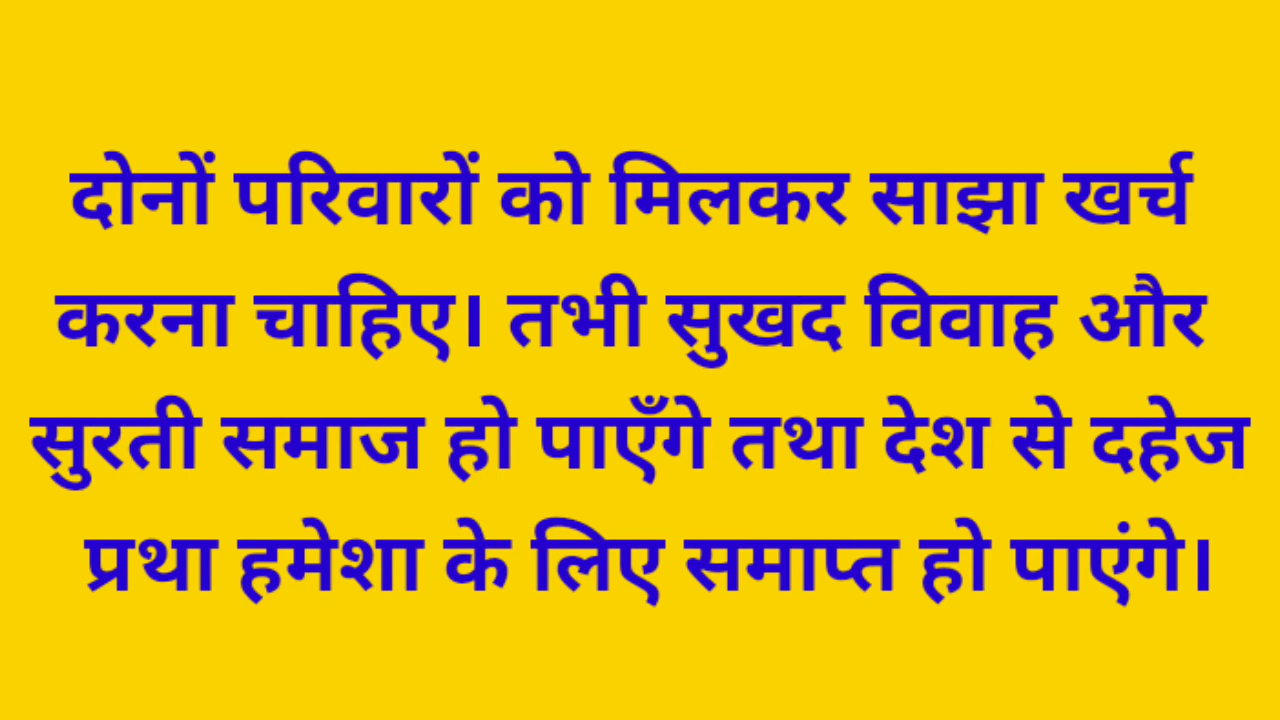 दोनों परिवारों को मिलकर साझा खर्च
करना चाहिए। तभी सुखद विवाह और
सुरती समाज हो पाएँगे तथा देश से दहेज
प्रथा हमेशा के लिए समाप्त हो पाएंगे।